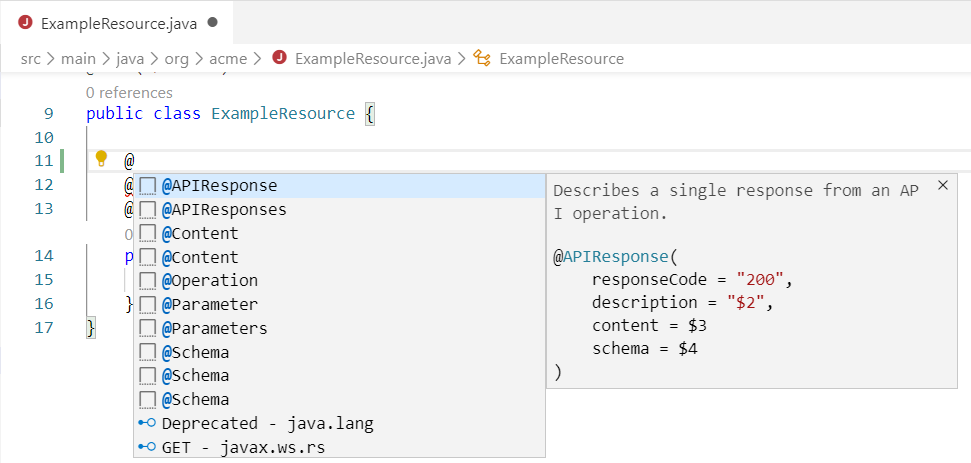 J ExampleResource.java
src > main > java > org > acme > J ExampleResource.java > ExampleResource
0 references
9 public class ExampleResource {
10
11 @
12 @
13 @
0
14 p
15
16 }
17 }
@APIResponse
@APIResponses
@Content
@Content
@Operation
@Parameter
@Parameters
@Schema
@Schema
@Schema
Deprecated - java.lang
GET - javax.ws.rs
Describes a single response from an AP
I operation.
@APIResponse(
responseCode = "200",
description = "$2",
content = $3
schema = $4
)